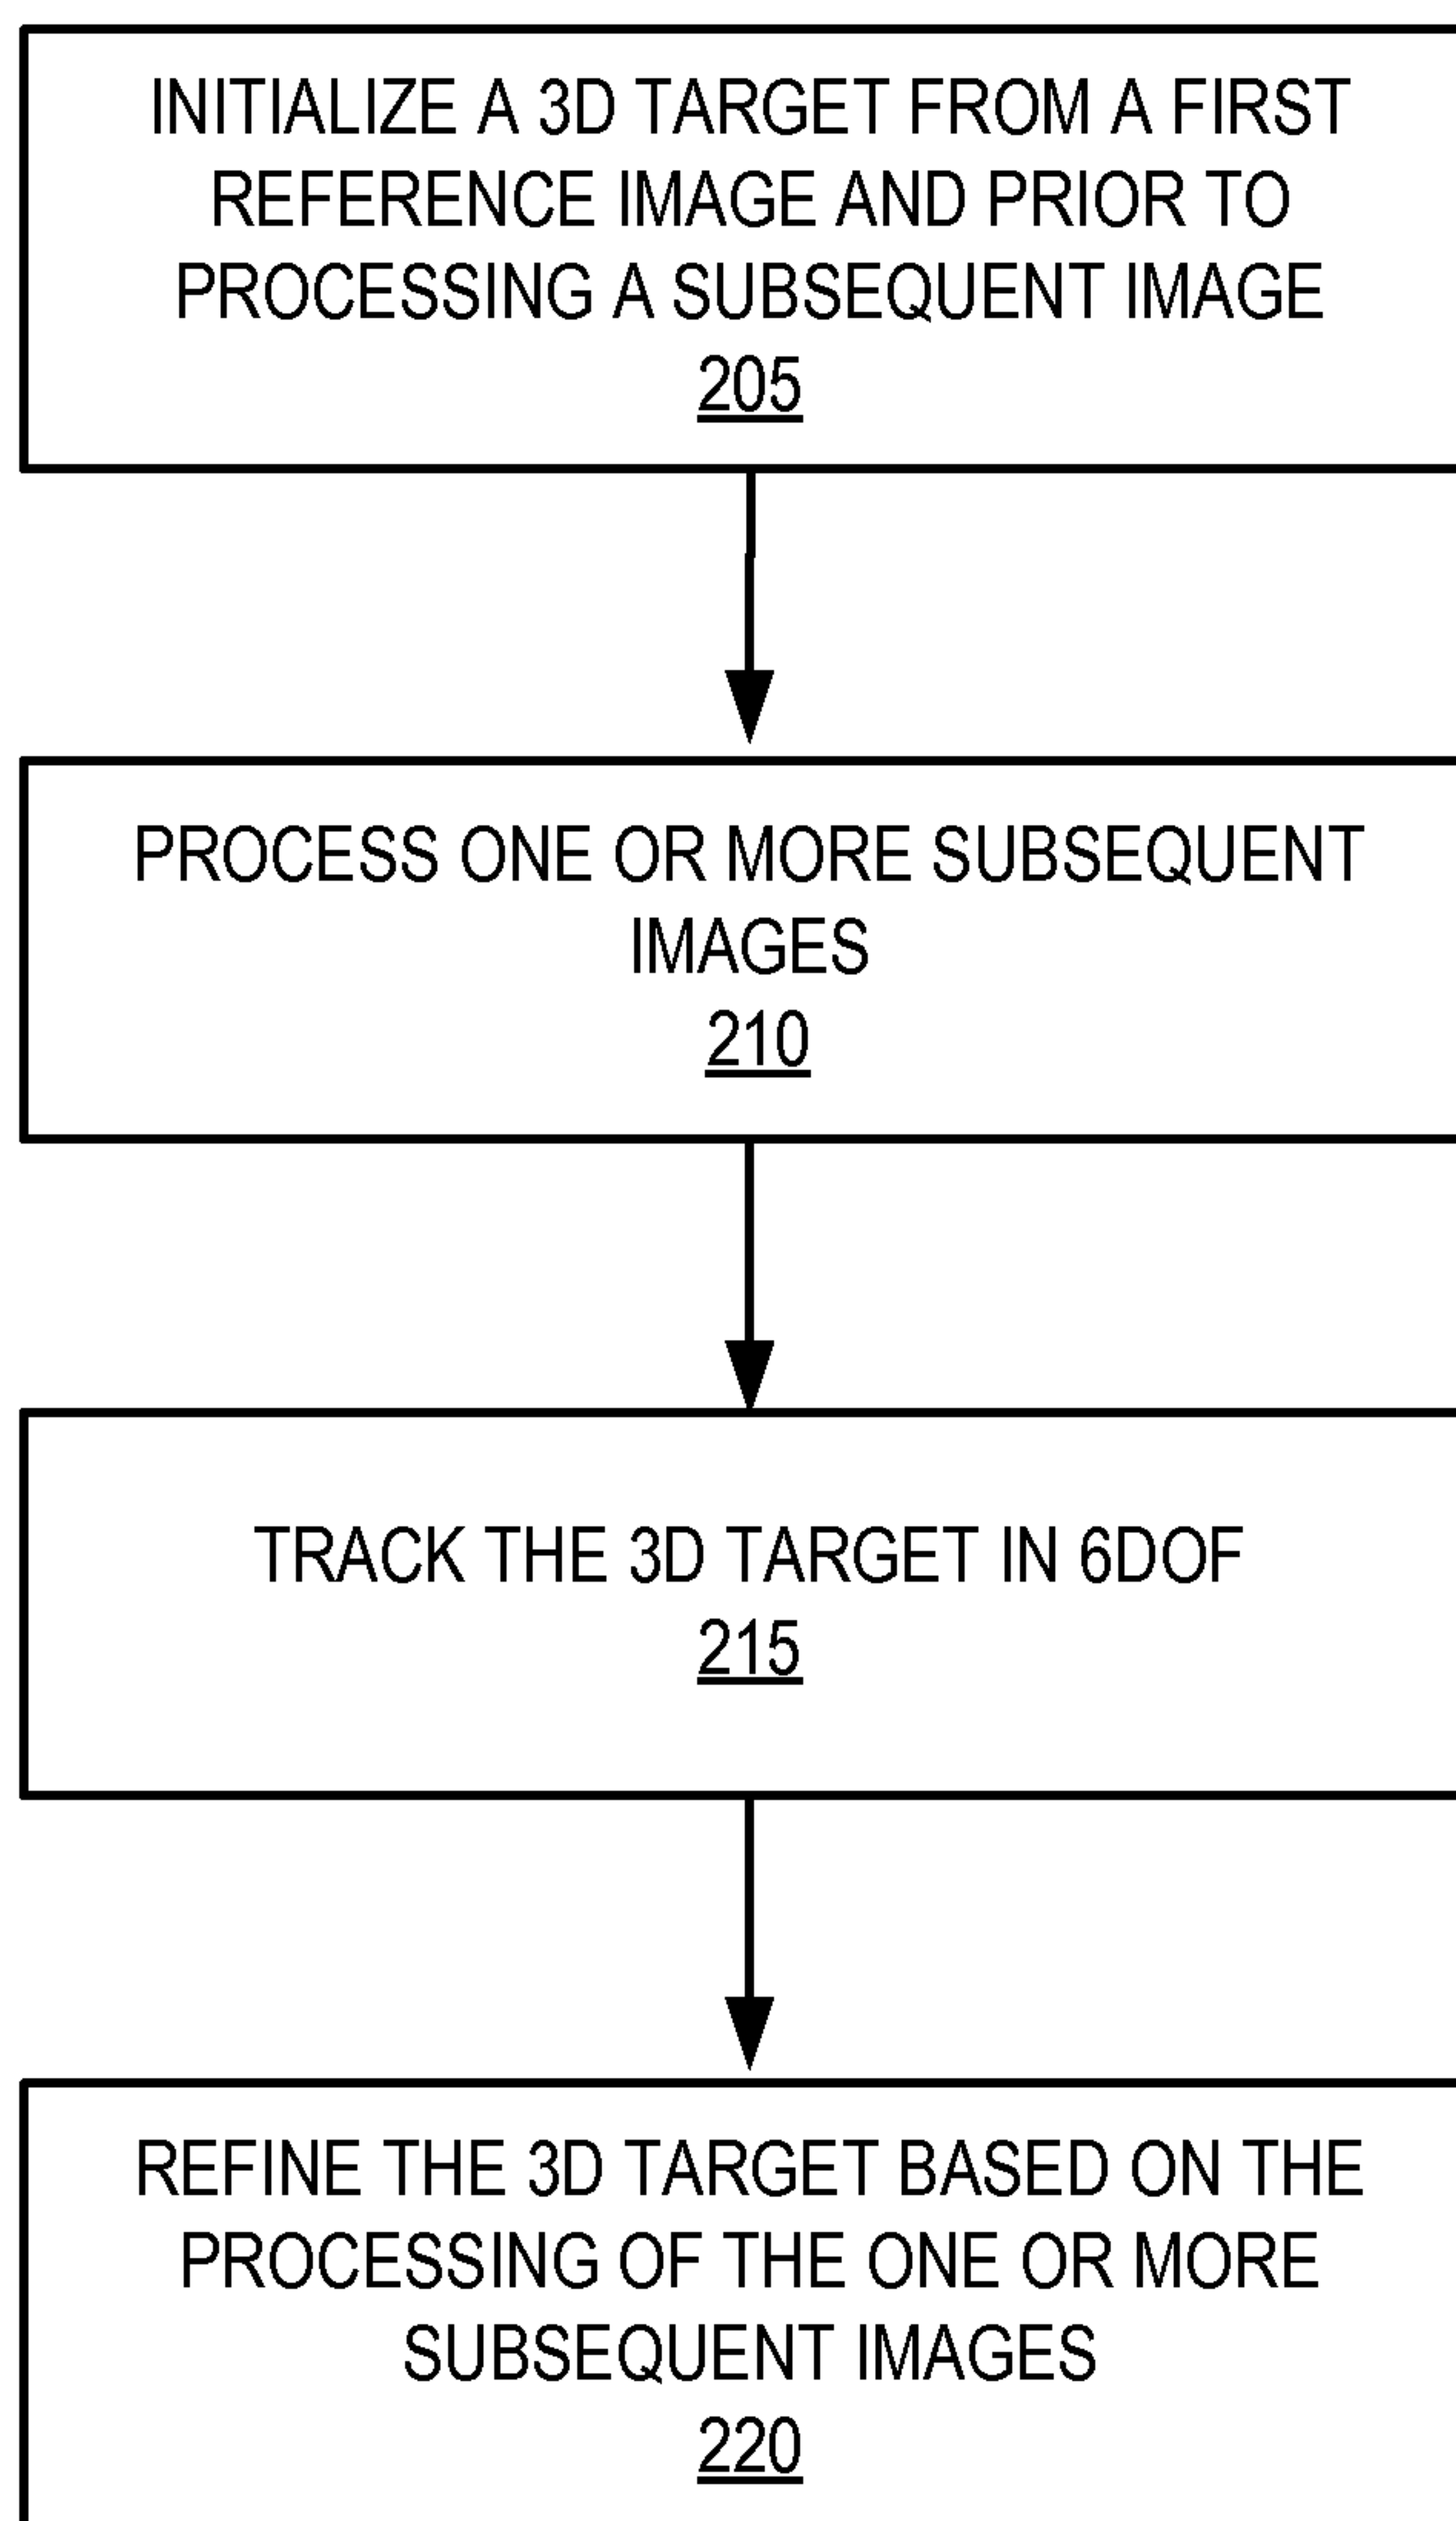 INITIALIZE A 3D TARGET FROM A FIRST
REFERENCE IMAGE AND PRIOR TO
PROCESSING A SUBSEQUENT IMAGE
205
PROCESS ONE OR MORE SUBSEQUENT
IMAGES
210
TRACK THE 3D TARGET IN 6DOF
215
REFINE THE 3D TARGET BASED ON THE
PROCESSING OF THE ONE OR MORE
SUBSEQUENT IMAGES
220